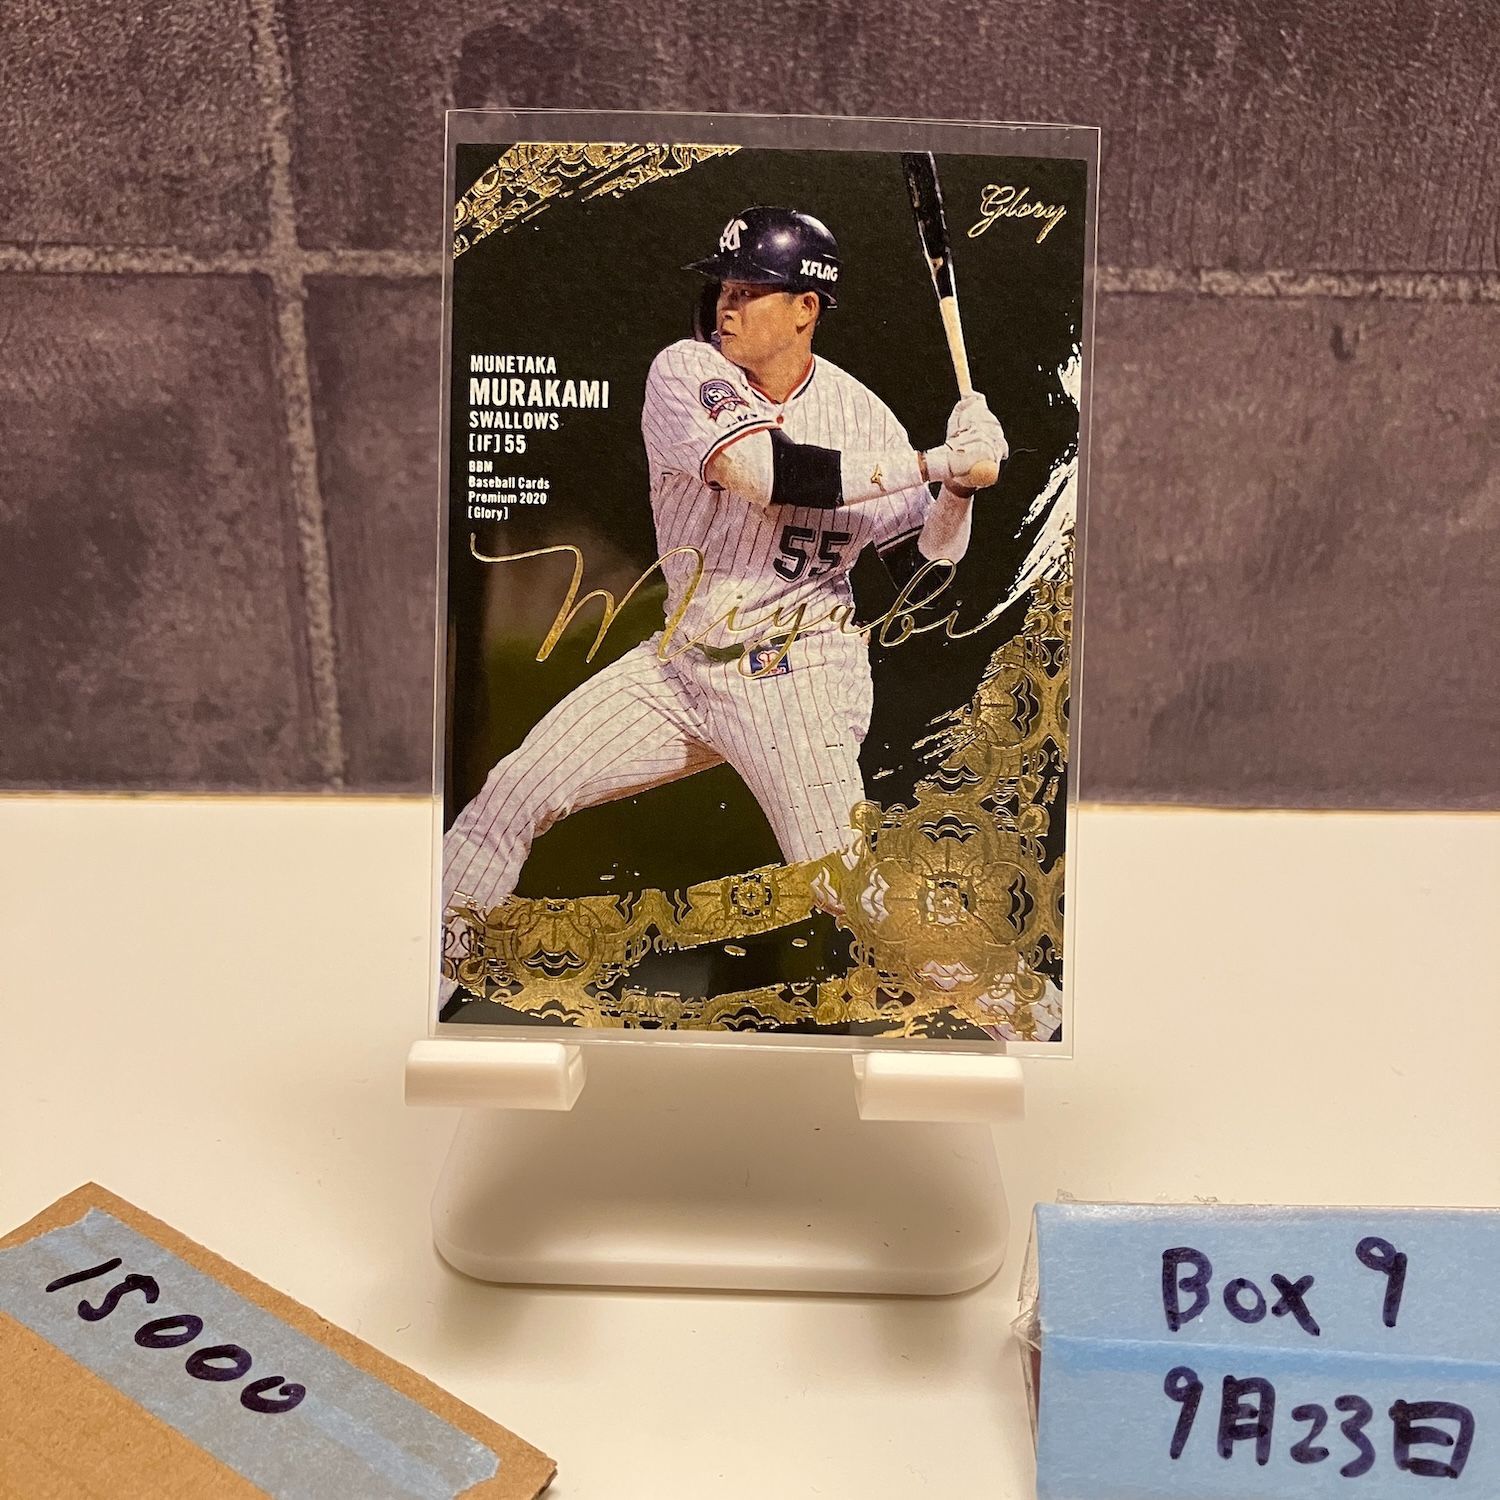 Glory
XFLAG
MUNETAKA
MURAKAMI
SWALLOWS
[IF] 55
BBM
Baseball Cards
Premium 2020
[Glory]
55
Miyabi
15000
Box 9
9月23日